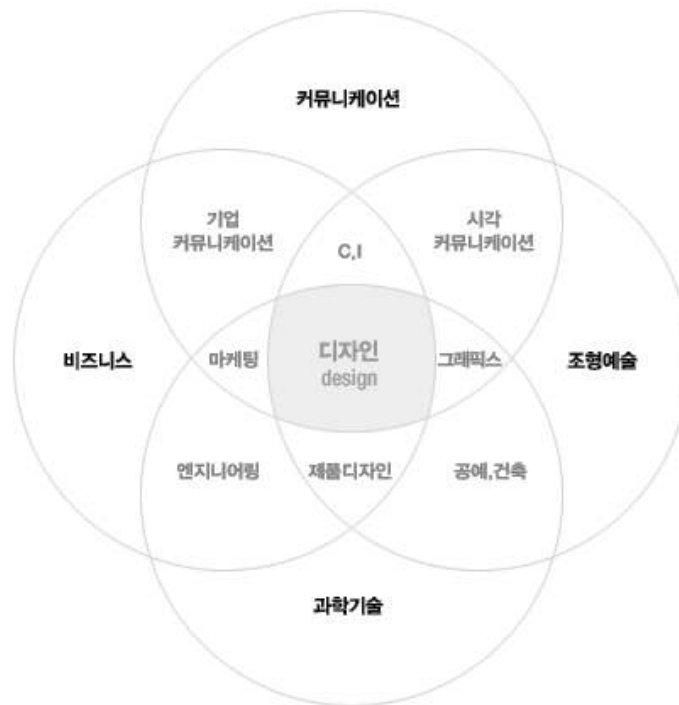 커뮤니케이션
기업
커뮤니케이션
C,I
시각
커뮤니케이션
비즈니스
마케팅
디자인
design
그래픽스
조형예술
엔지니어링
제품디자인
공예,건축
과학기술